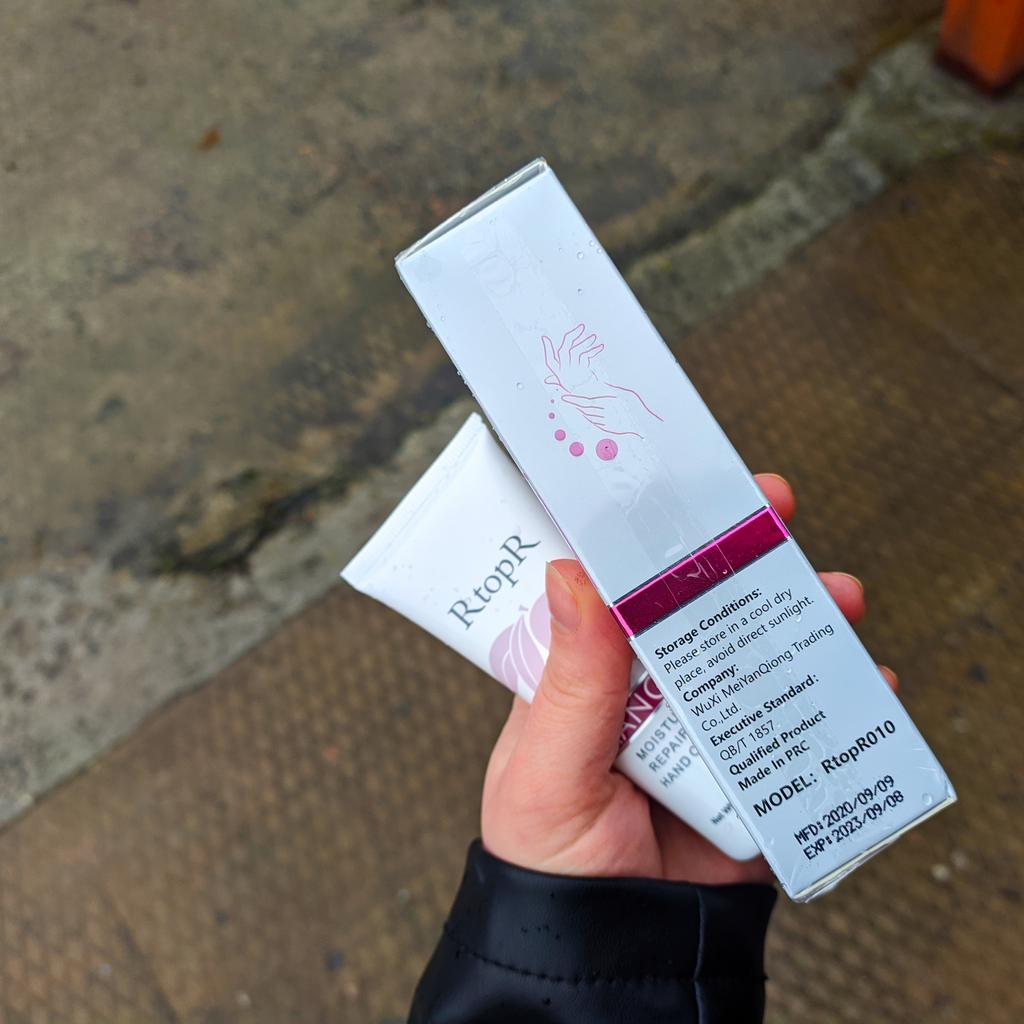 RtopR
MOISTU
REPAIR
HAND
Storage Conditions:
Please store in a cool dry
place, avoid direct sunlight.
Company:
WuXi MeiYanQiong Trading
Co.,Ltd.
Executive Standard:
QB/T 1857
Qualified Product
Made In PRC
MODEL: RtopR010
MFD: 2020/09/09
EXP: 2023/09/08